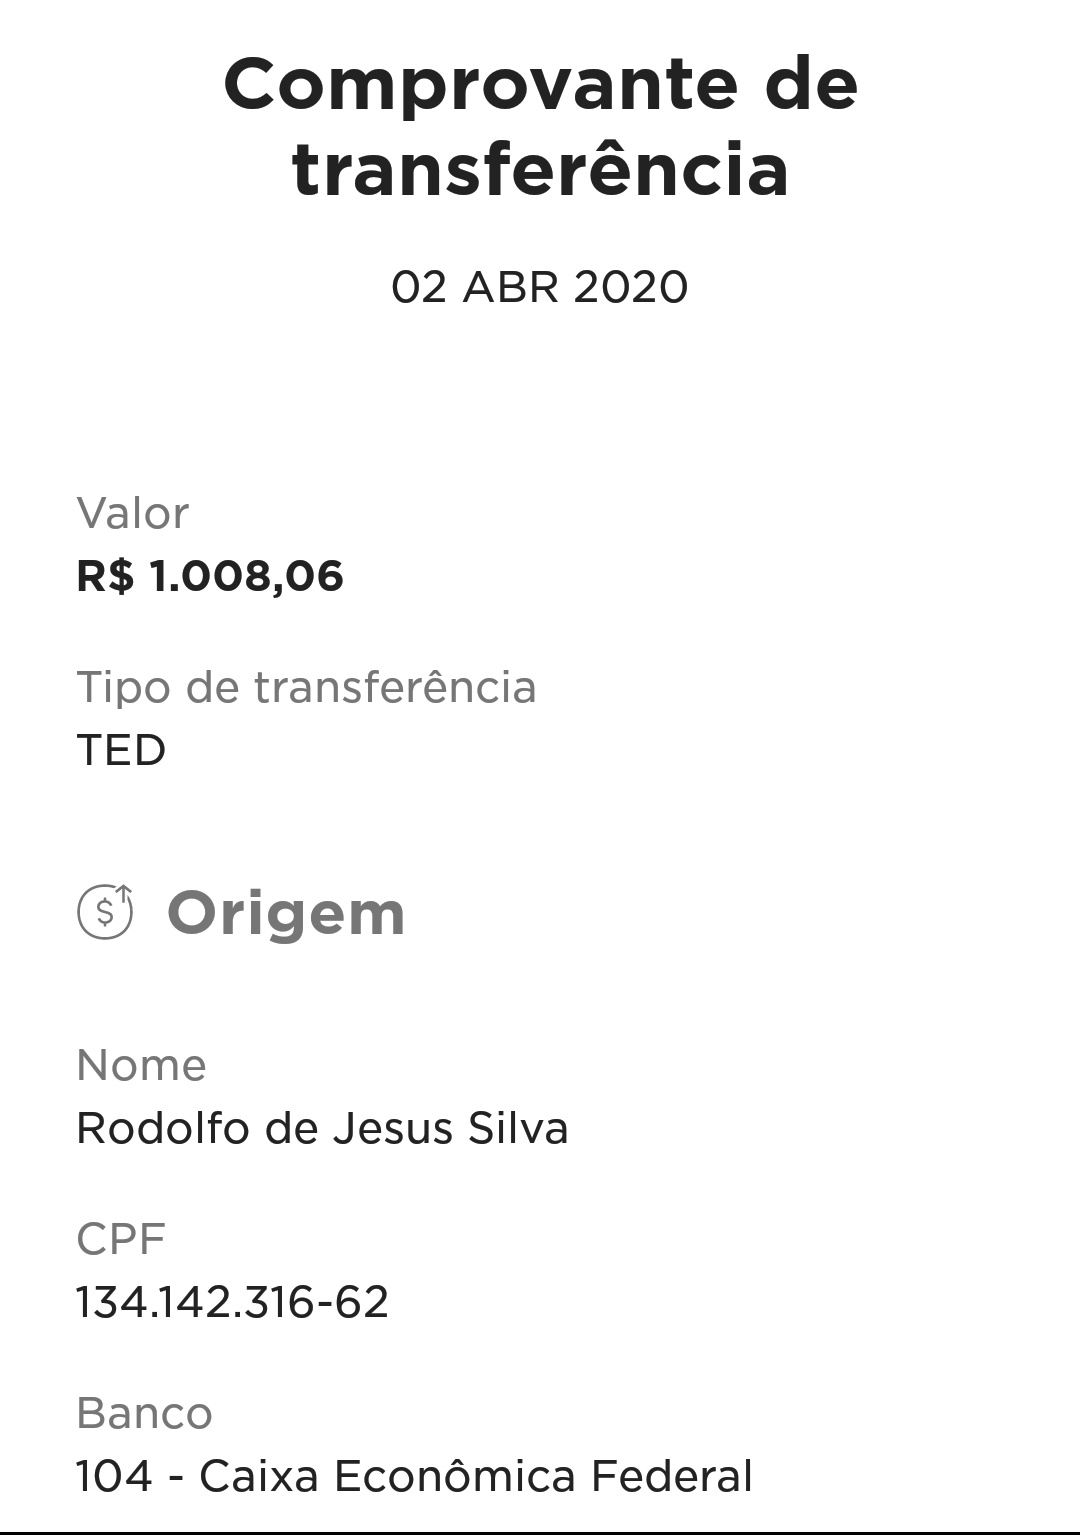 Comprovante de
transferência
02 ABR 2020
Valor
R$ 1.008,06
Tipo de transferência
TED
Origem
Nome
Rodolfo de Jesus Silva
CPF
134.142.316-62
Banco
104 - Caixa Econômica Federal